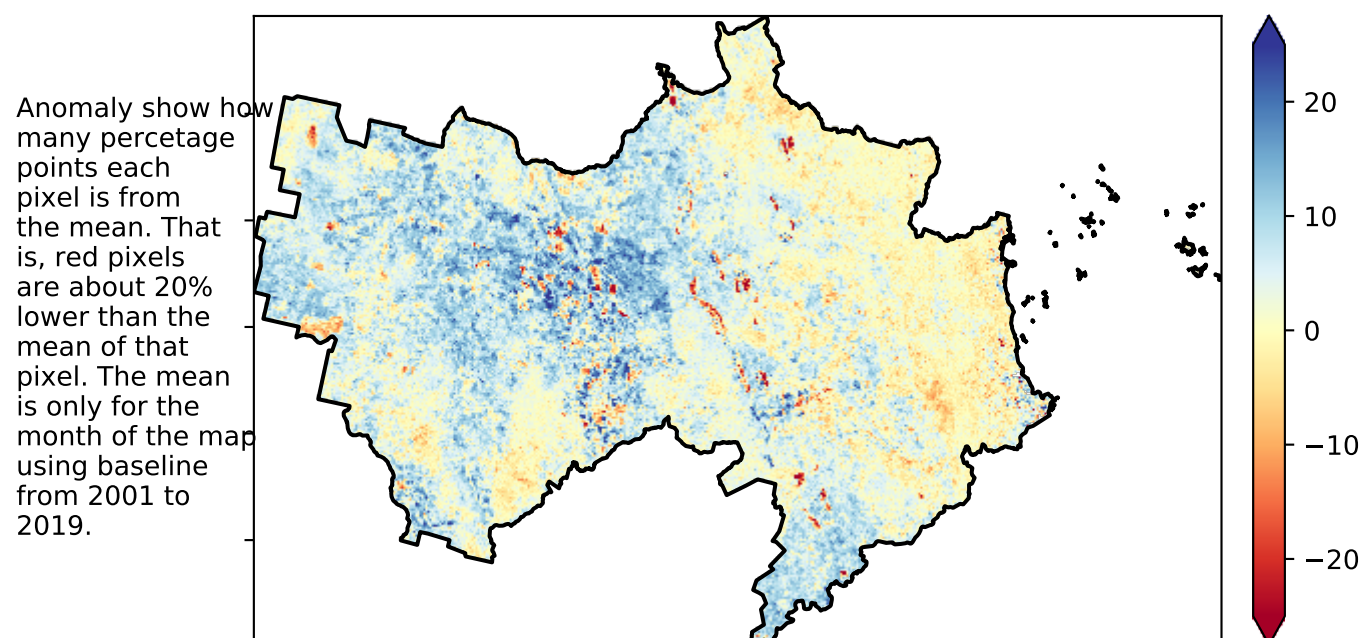 Anomaly show how
many percetage
points each
pixel is from
the mean. That
is, red pixels
are about 20%
lower than the
mean of that
pixel. The mean
is only for the
month of the map
using baseline
from 2001 to
2019.
20
10
0
−10
−20